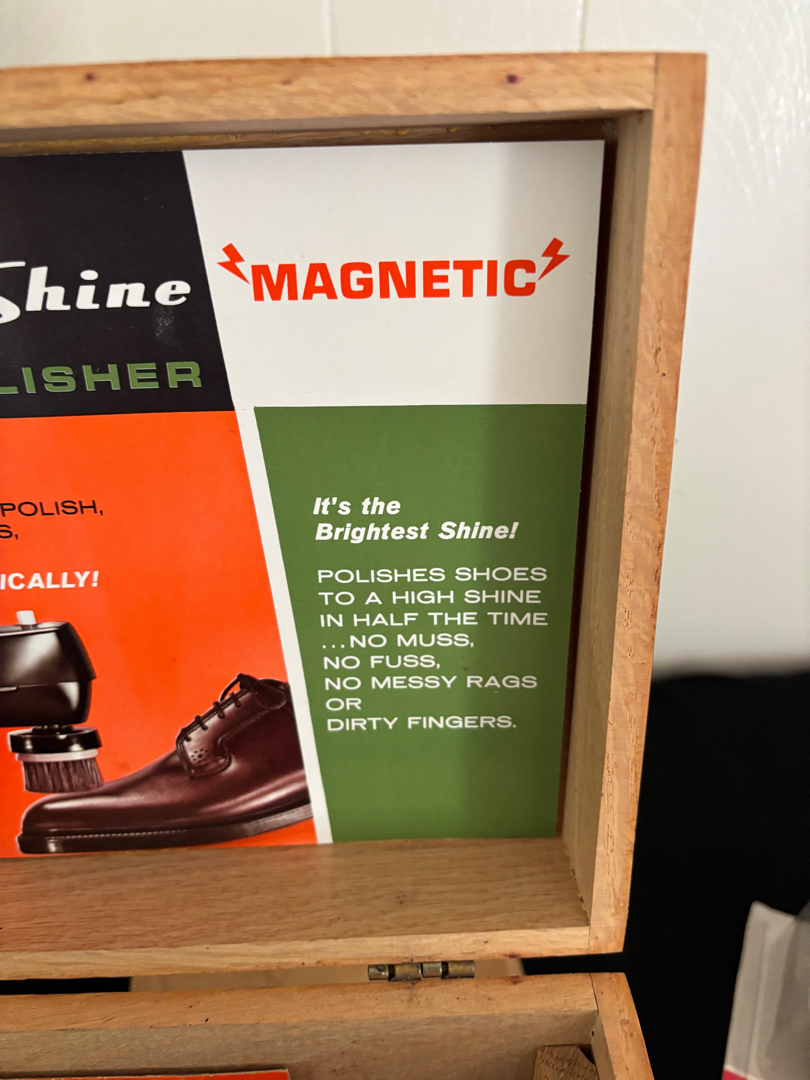 Shine
MAGNETIC
LISHER
POLISH,
S,
ICALLY!
It's the
Brightest Shine!
POLISHES SHOES
TO A HIGH SHINE
IN HALF THE TIME
...NO MUSS,
NO FUSS,
NO MESSY RAGS
OR
DIRTY FINGERS.